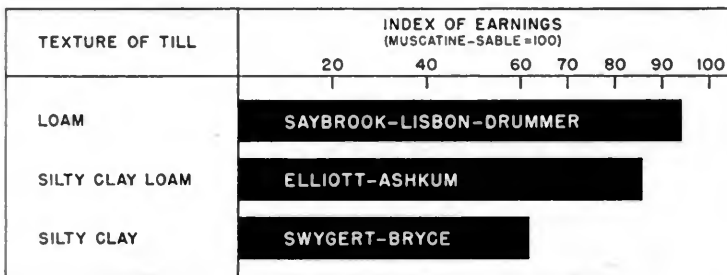 TEXTURE OF TILL
INDEX OF EARNINGS
(MUSCATINE-SABLE=100)
20 40 60 70 80 90 100
LOAM
SAYBROOK-LISBON-DRUMMER
SILTY CLAY LOAM
ELLIOTT-ASHKUM
SILTY CLAY
SWYGERT-BRYCE